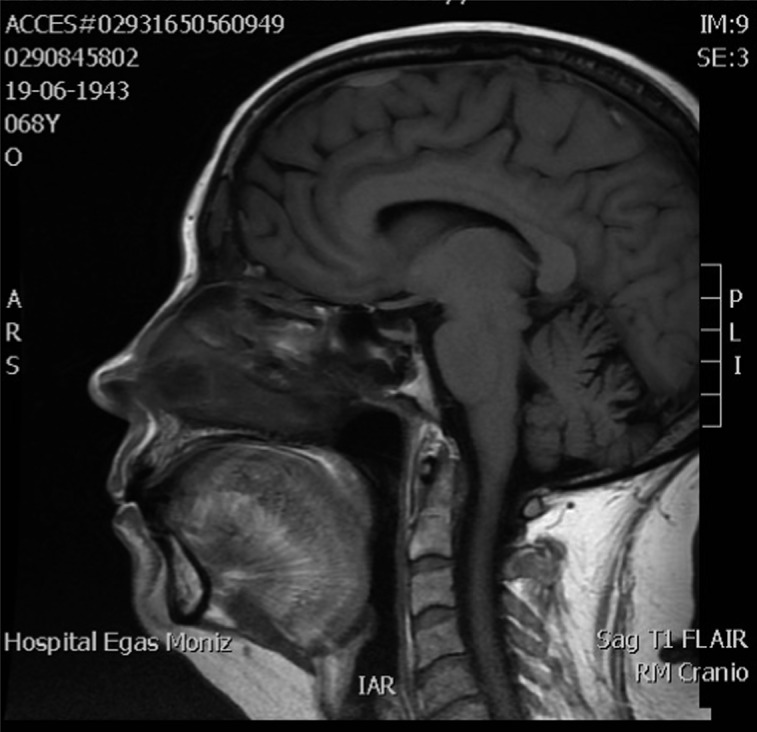 ACCES#02931650560949
0290845802
19-06-1943
068Y
O
IM:9
SE:3
A
R
S
P
L
I
Hospital Egas Moniz
IAR
Sag T1 FLAIR
RM Cranio